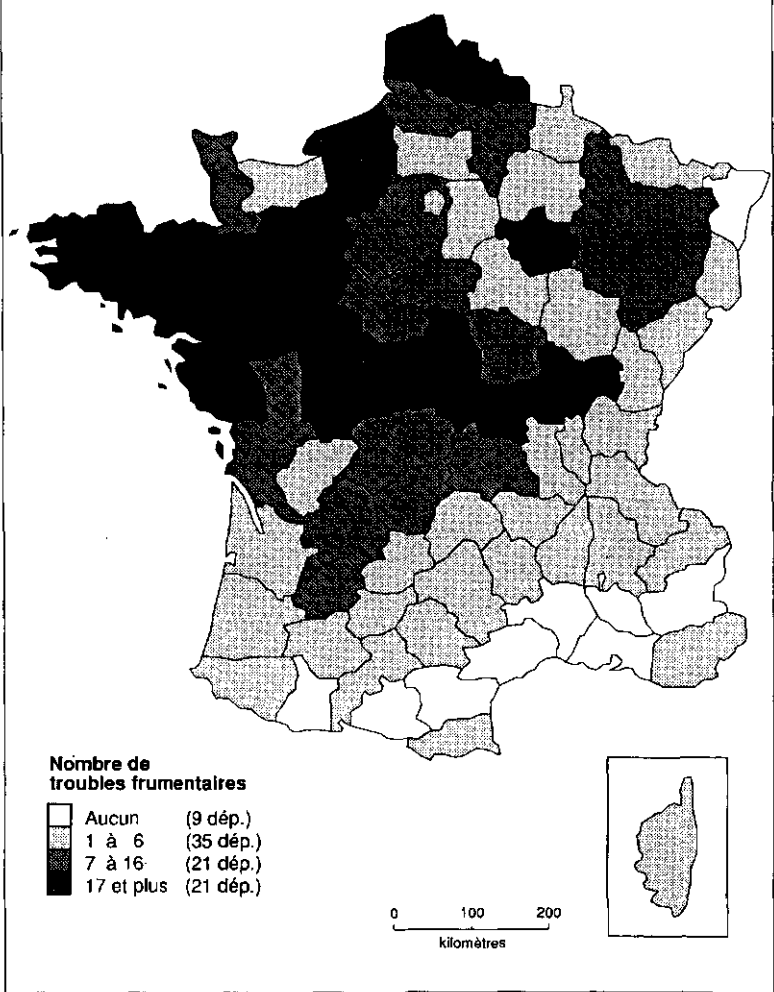 Nombre de
troubles frumentaires
Aucun (9 dép.)
1 à 6 (35 dép.)
7 à 16 (21 dép.)
17 et plus (21 dép.)
0 100 200
kilomètres